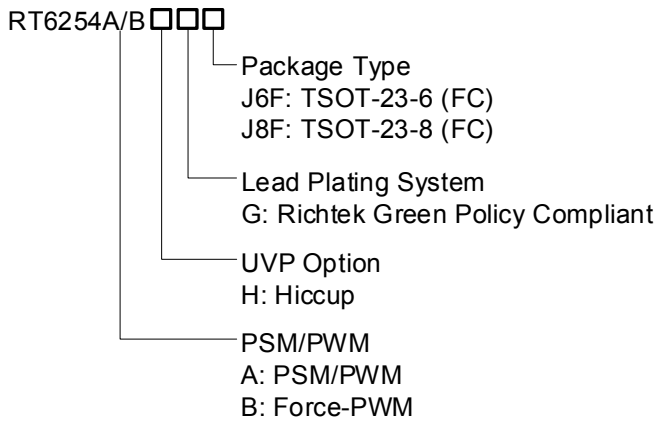 RT6254A/B□□□
Package Type
J6F: TSOT-23-6 (FC)
J8F: TSOT-23-8 (FC)
Lead Plating System
G: Richtek Green Policy Compliant
UVP Option
H: Hiccup
PSM/PWM
A: PSM/PWM
B: Force-PWM